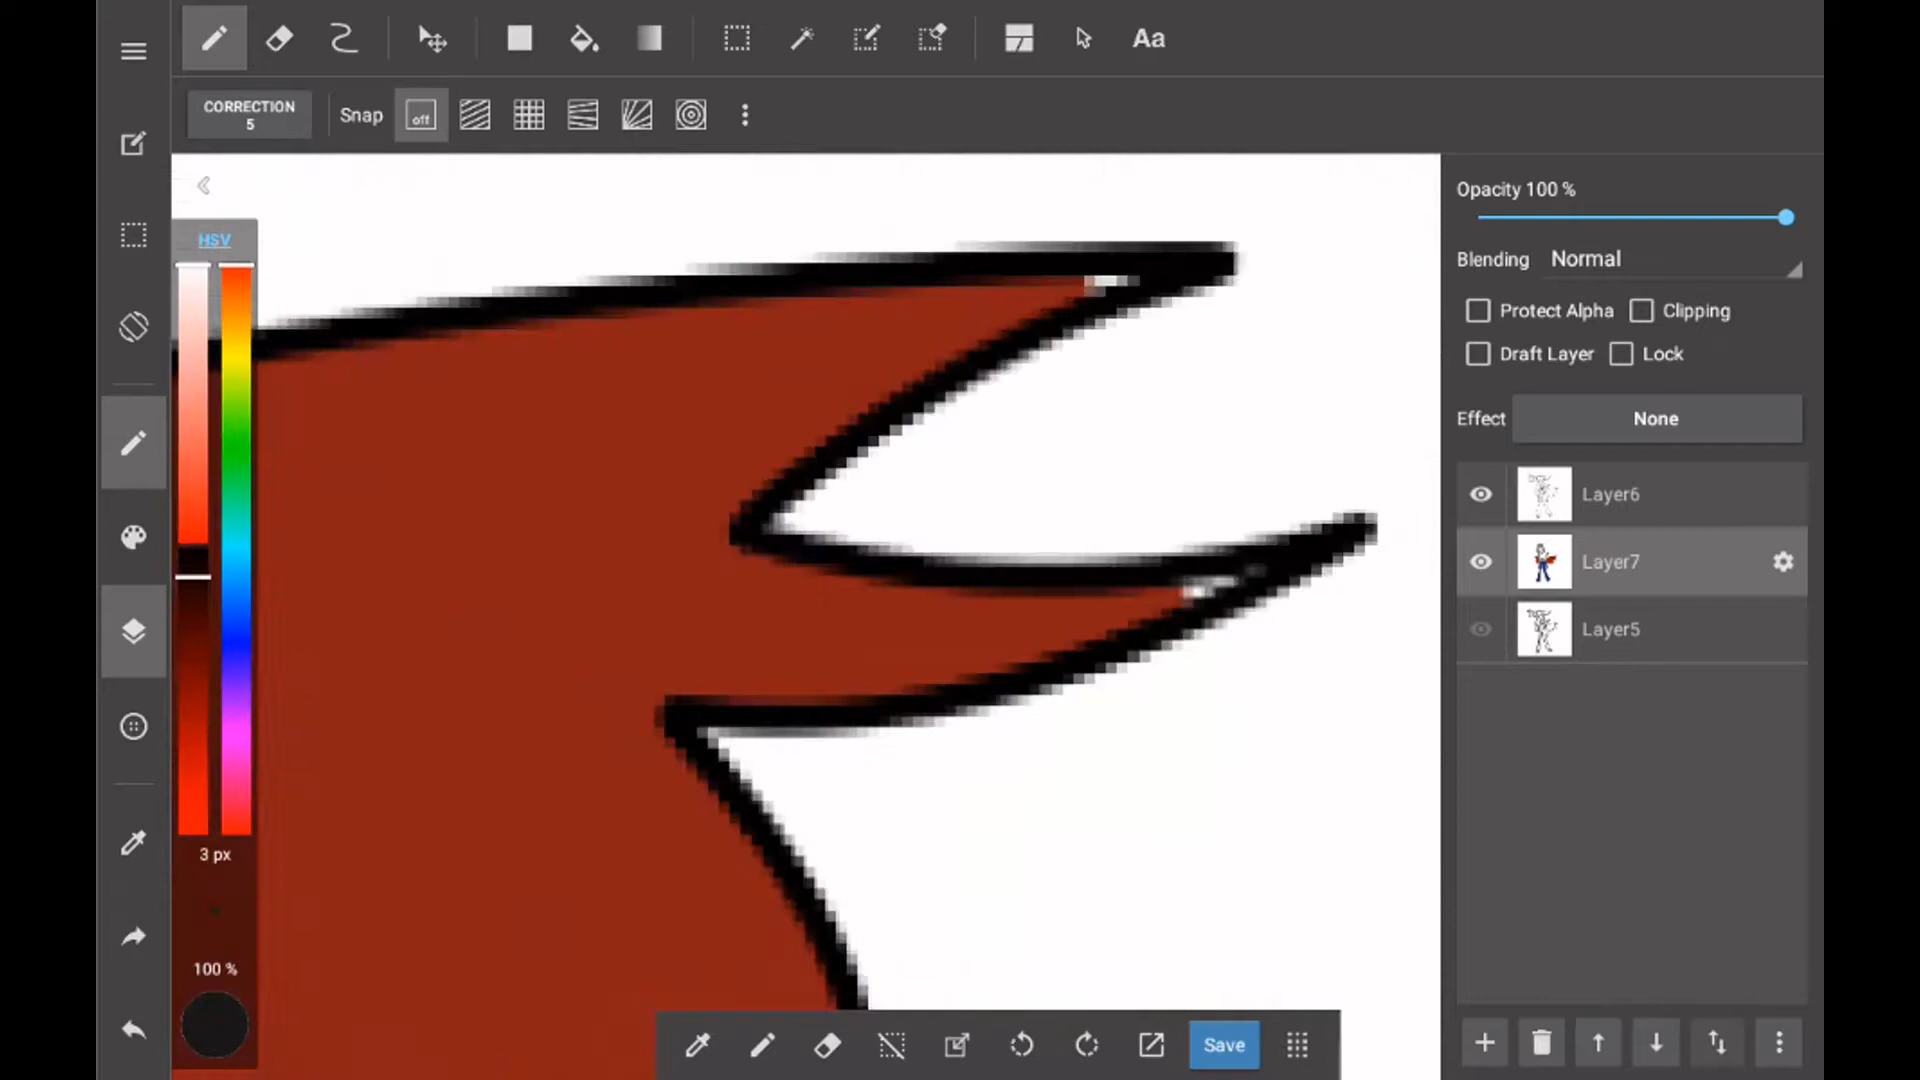 Aa
CORRECTION
5
Snap
off
HSV
Opacity 100 %
Blending Normal
Protect Alpha Clipping
Draft Layer Lock
Effect None
Layer6
Layer7
Layer5
3 px
100 %
Save